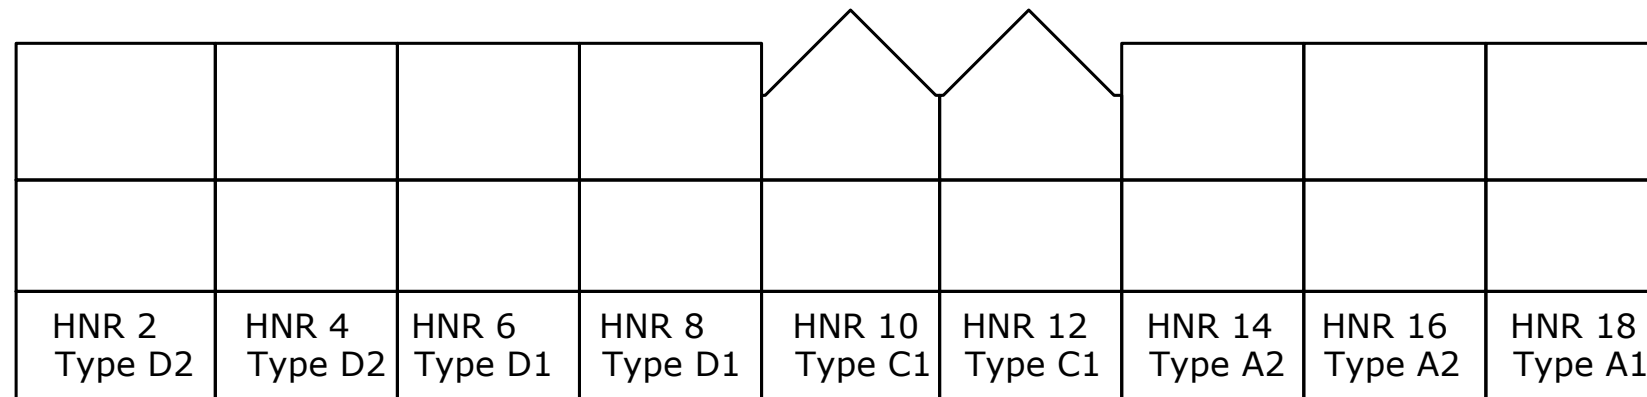 HNR 2
Type D2
HNR 4
Type D2
HNR 6
Type D1
HNR 8
Type D1
HNR 10
Type C1
HNR 12
Type C1
HNR 14
Type A2
HNR 16
Type A2
HNR 18
Type A1